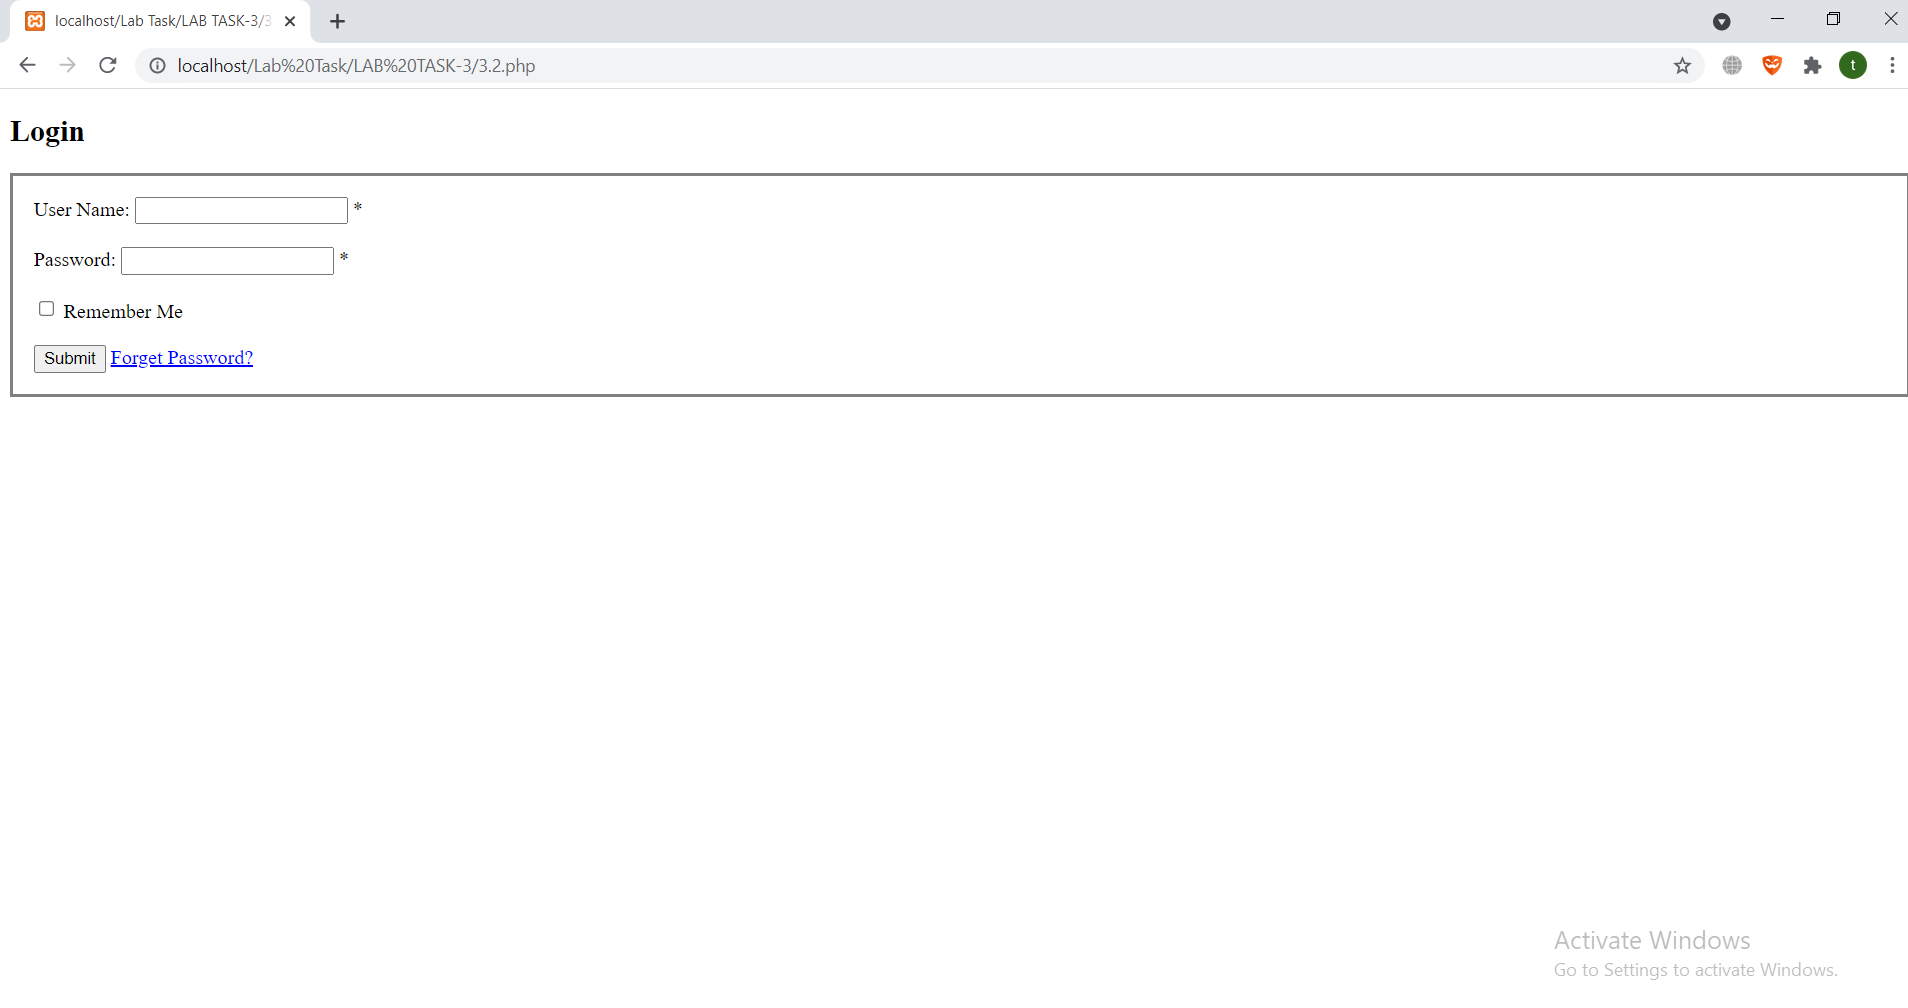 localhost/Lab Task/LAB TASK-3/3
localhost/Lab%20Task/LAB%20TASK-3/3.2.php
t
Login
User Name: *
Password: *
Remember Me
Submit Forget Password?
Activate Windows
Go to Settings to activate Windows.